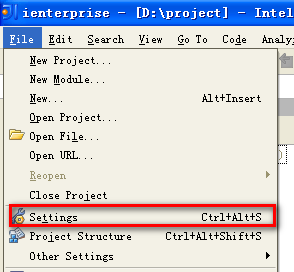 ienterprise - [D:\project] - Intel
File Edit Search View Go To Code Analy
New Project...
New Module...
New... Alt+Insert
Open Project...
Open File...
Open URL...
Reopen
Close Project
Settings Ctrl+Alt+S
Project Structure Ctrl+Alt+Shift+S
Other Settings